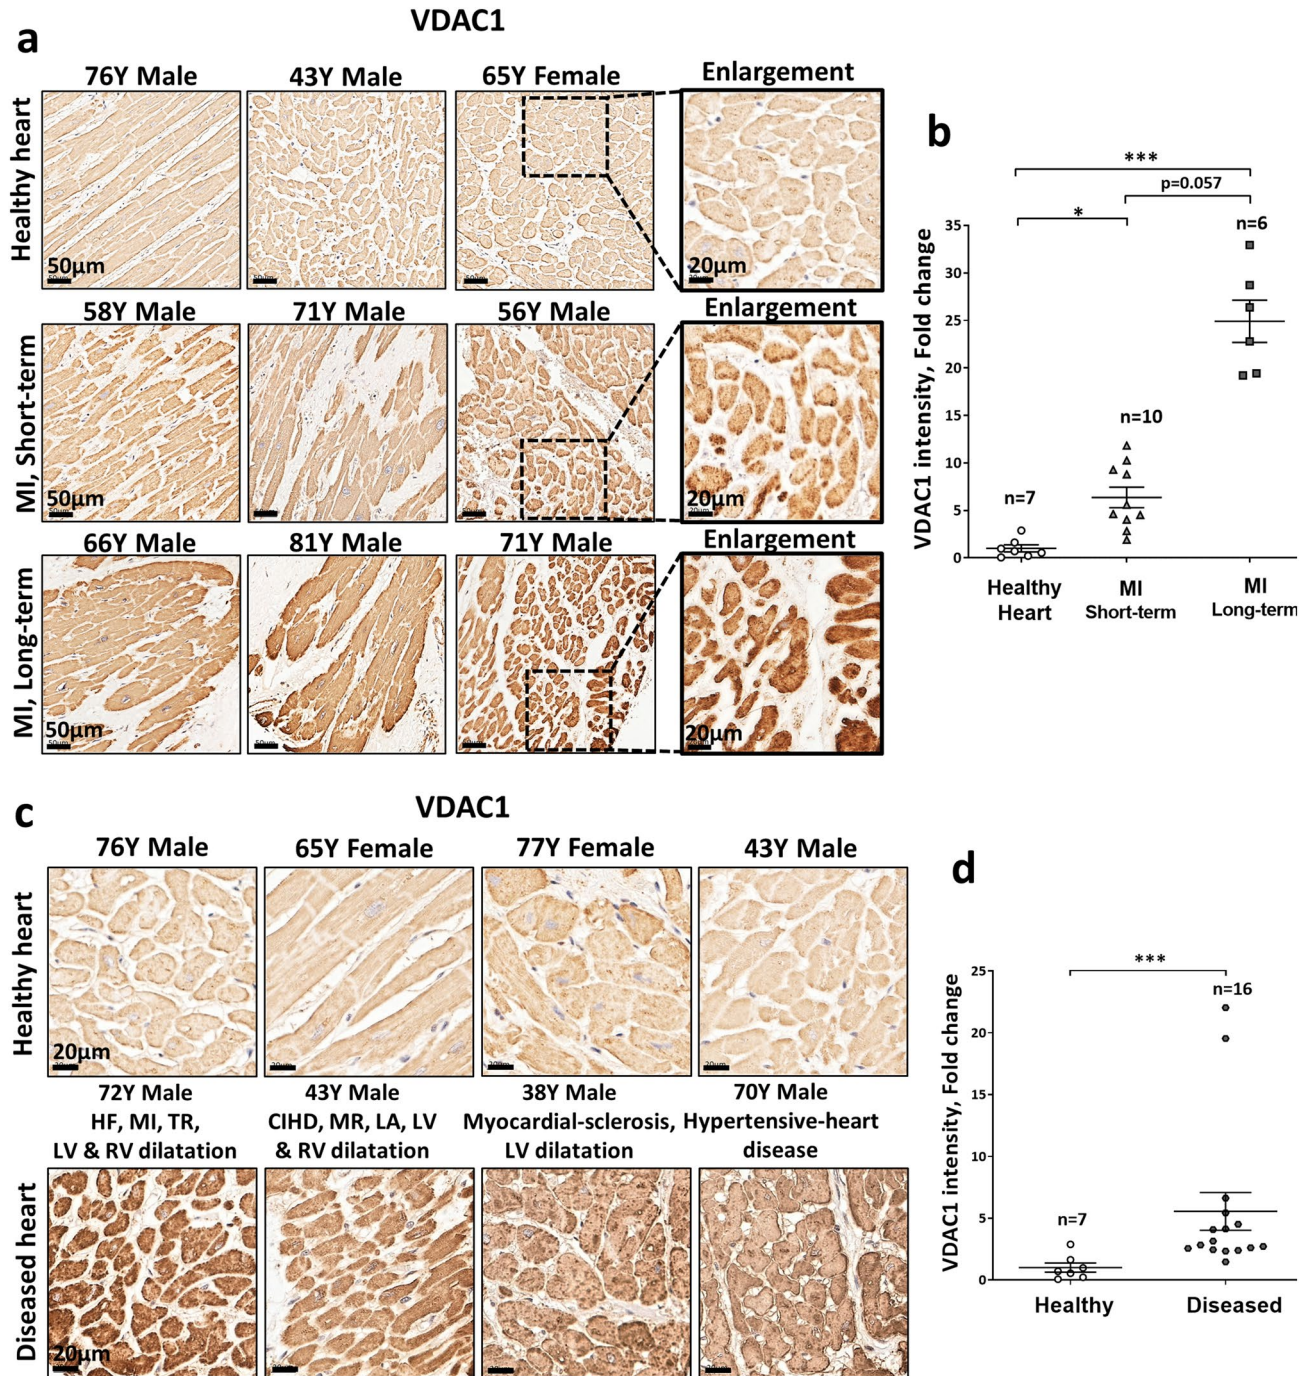 a
VDAC1
76Y Male 43Y Male 65Y Female Enlargement
Healthy heart
50µm
20µm
58Y Male 71Y Male 56Y Male Enlargement
MI, Short-term
50µm
20µm
66Y Male 81Y Male 71Y Male Enlargement
MI, Long-term
50µm
20µm
b
***
p=0.057
*
VDAC1 intensity, Fold change
35
30
25
20
15
10
5
0
n=7
n=10
n=6
Healthy Heart
MI Short-term
MI Long-term
c
VDAC1
76Y Male 65Y Female 77Y Female 43Y Male
Healthy heart
20µm
72Y Male 43Y Male 38Y Male 70Y Male
HF, MI, TR, CIHD, MR, LA, LV Myocardial-sclerosis, Hypertensive-heart
LV & RV dilatation & RV dilatation LV dilatation disease
Diseased heart
20µm
d
***
VDAC1 intensity, Fold change
25
20
15
10
5
0
n=7
n=16
Healthy Diseased